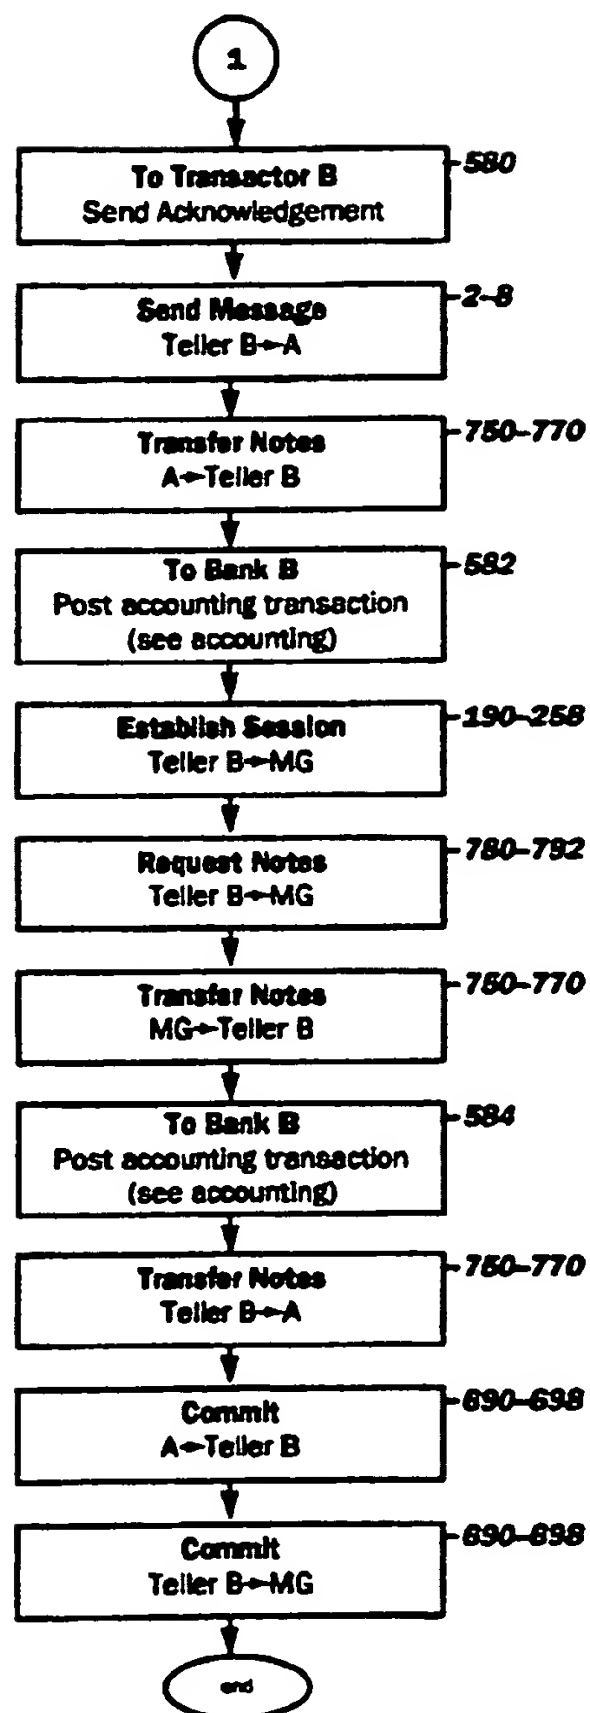 1
To Transactor B
Send Acknowledgement
580
Send Message
Teller B→A
2-8
Transfer Notes
A→Teller B
750-770
To Bank B
Post accounting transaction
(see accounting)
582
Establish Session
Teller B→MG
190-258
Request Notes
Teller B→MG
780-792
Transfer Notes
MG→Teller B
750-770
To Bank B
Post accounting transaction
(see accounting)
584
Transfer Notes
Teller B→A
750-770
Commit
A→Teller B
690-698
Commit
Teller B→MG
690-698
end